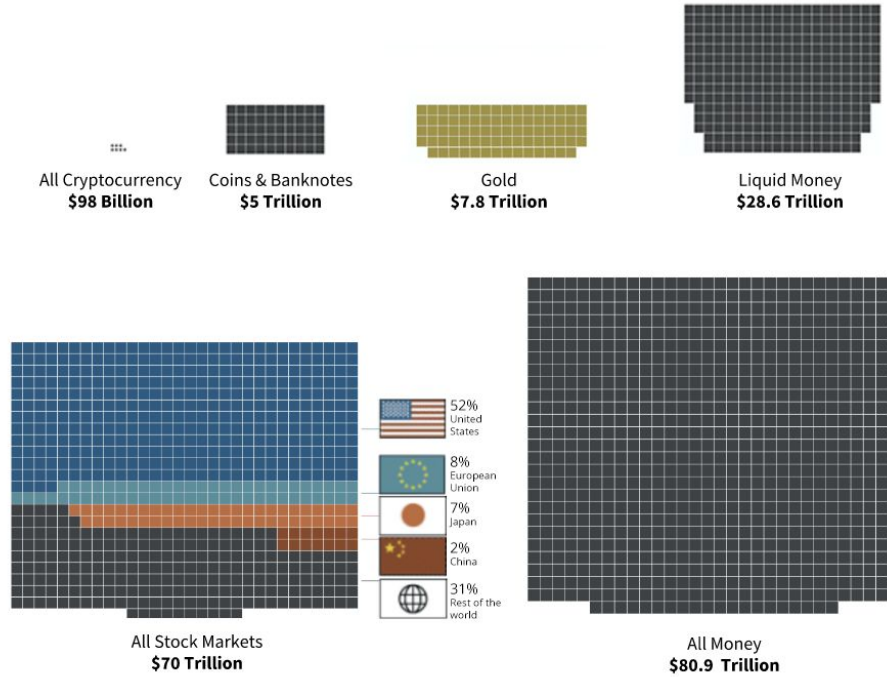 All Cryptocurrency
$98 Billion
Coins & Banknotes
$5 Trillion
Gold
$7.8 Trillion
Liquid Money
$28.6 Trillion
52%
United
States
8%
European
Union
7%
Japan
2%
China
31%
Rest of the
world
All Stock Markets
$70 Trillion
All Money
$80.9 Trillion